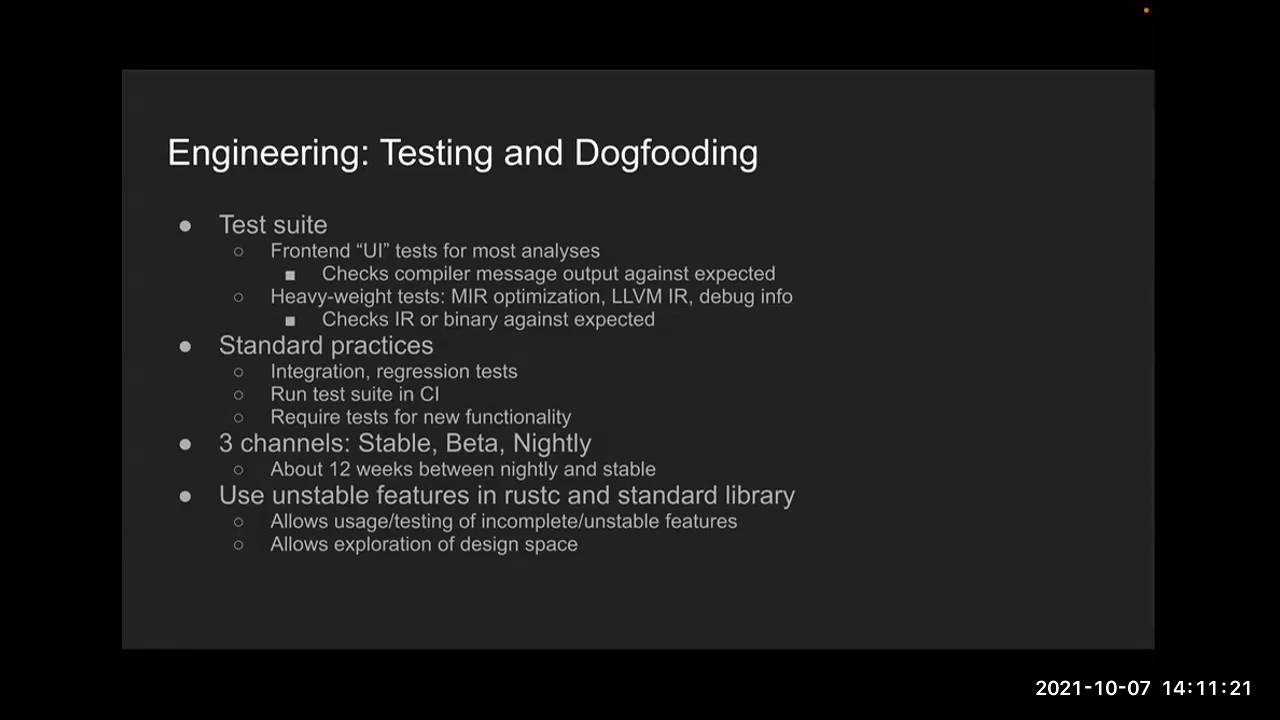 Engineering: Testing and Dogfooding
● Test suite
○ Frontend “UI” tests for most analyses
■ Checks compiler message output against expected
○ Heavy-weight tests: MIR optimization, LLVM IR, debug info
■ Checks IR or binary against expected
● Standard practices
○ Integration, regression tests
○ Run test suite in CI
○ Require tests for new functionality
● 3 channels: Stable, Beta, Nightly
○ About 12 weeks between nightly and stable
● Use unstable features in rustc and standard library
○ Allows usage/testing of incomplete/unstable features
○ Allows exploration of design space
2021-10-07 14:11:21